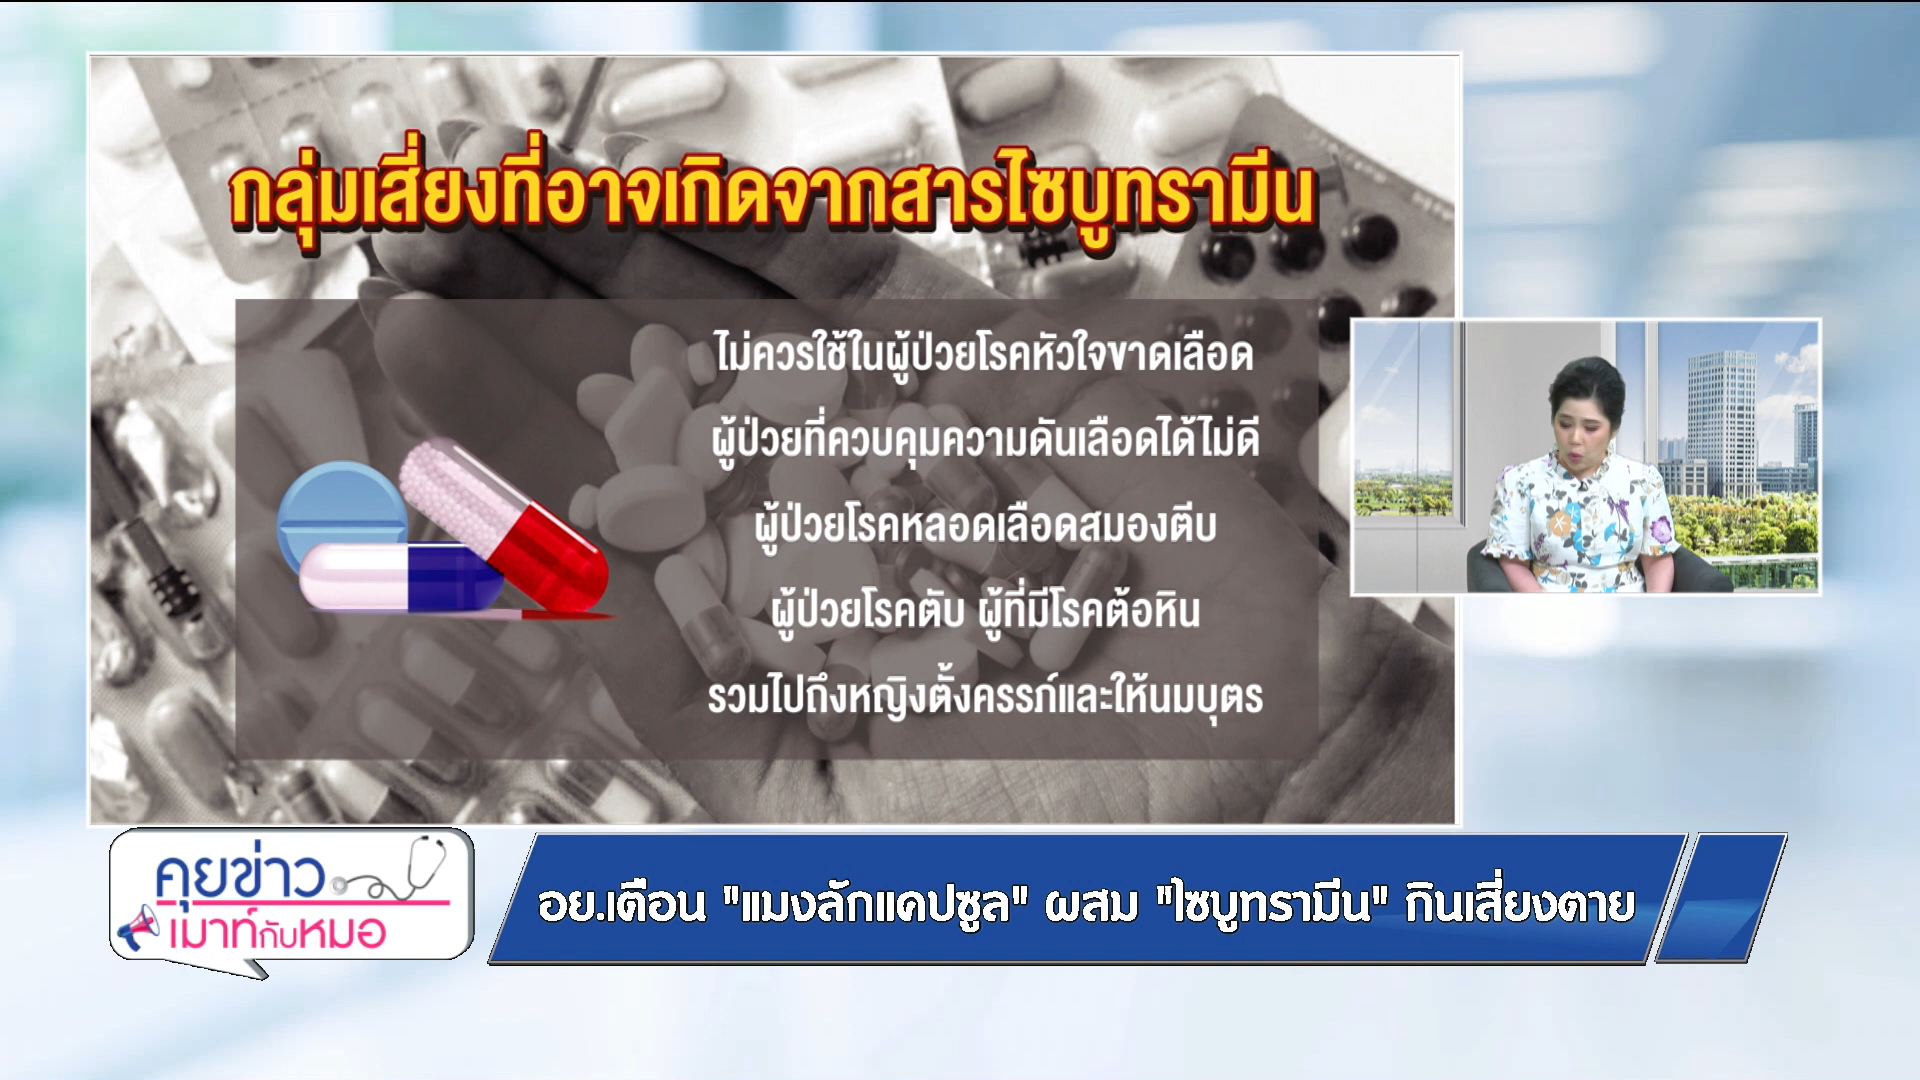 กลุ่มเสี่ยงที่อาจเกิดจากสารไซบูทรามีน
ไม่ควรใช้ในผู้ป่วยโรคหัวใจขาดเลือด
ผู้ป่วยที่ควบคุมความดันเลือดได้ไม่ดี
ผู้ป่วยโรคหลอดเลือดสมองตีบ
ผู้ป่วยโรคตับ ผู้ที่มีโรคต้อหิน
รวมไปถึงหญิงตั้งครรภ์และให้นมบุตร
คุยข่าว
เมาท์กับหมอ
อย.เตือน "แมงลักแคปซูล" ผสม "ไซบูทรามีน" กินเสี่ยงตาย